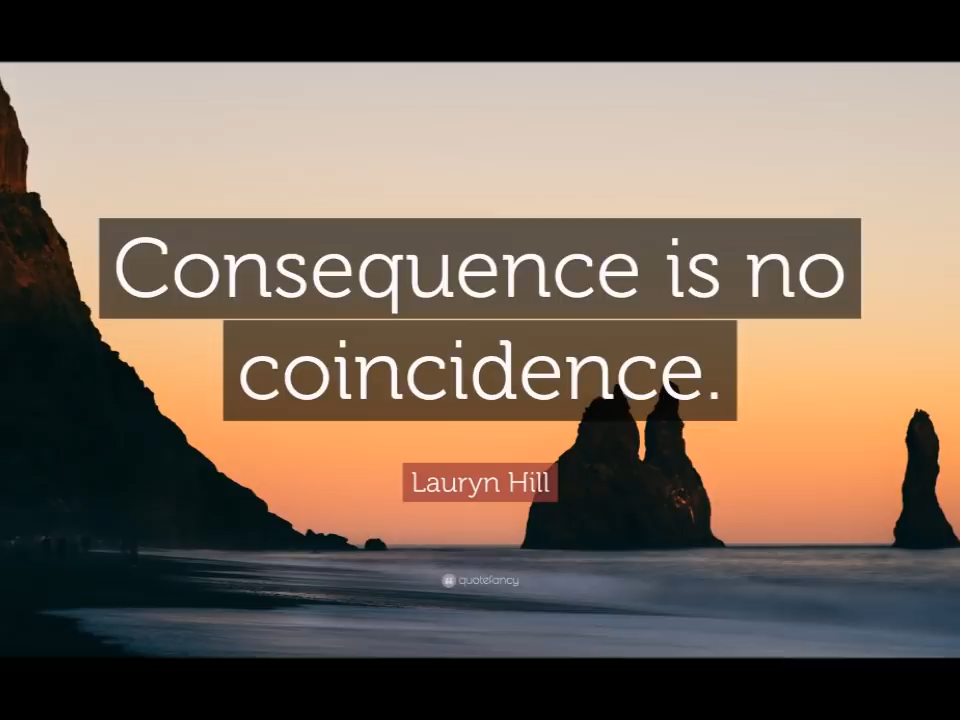 Consequence is no
coincidence.
Lauryn Hill
quotefancy